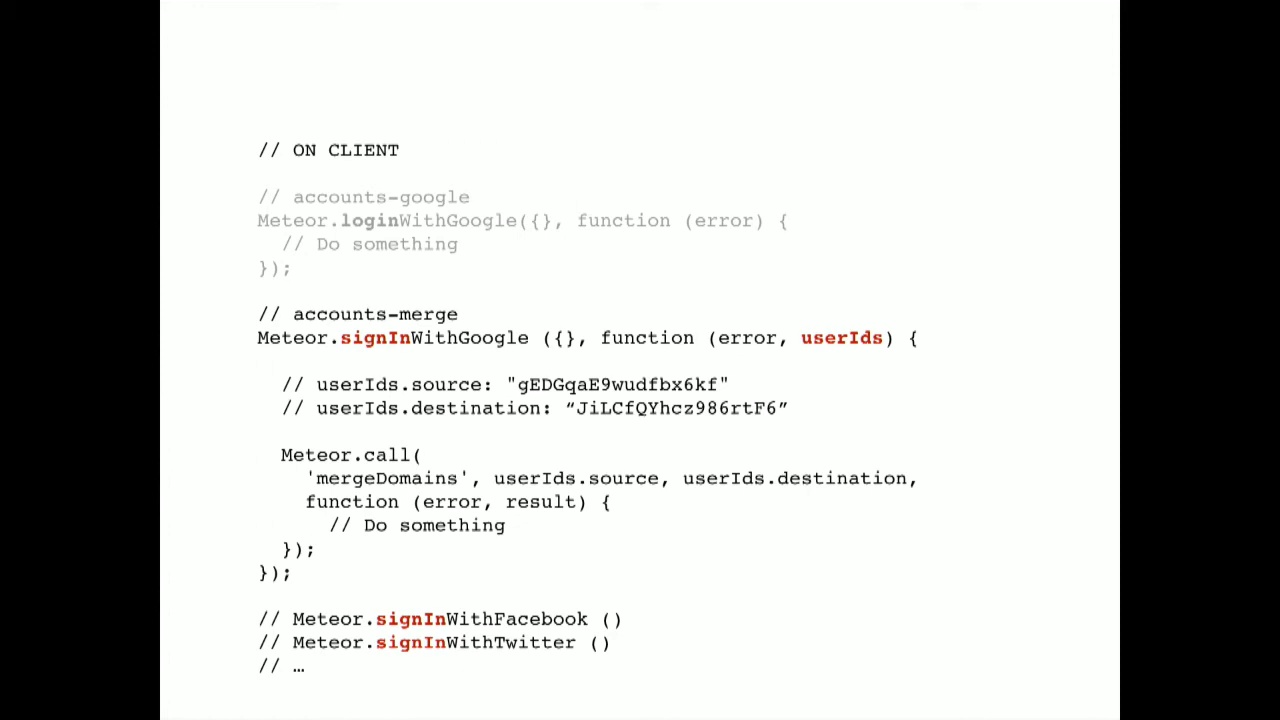 // ON CLIENT
// accounts-google
Meteor.loginWithGoogle({}, function (error) {
// Do something
});
// accounts-merge
Meteor.signInWithGoogle ({}, function (error, userIds) {
// userIds.source: "gEDGqaE9wudfbx6kf"
// userIds.destination: “JiLCfQYhcz986rtF6”
Meteor.call(
'mergeDomains', userIds.source, userIds.destination,
function (error, result) {
// Do something
});
});
// Meteor.signInWithFacebook ()
// Meteor.signInWithTwitter ()
// …